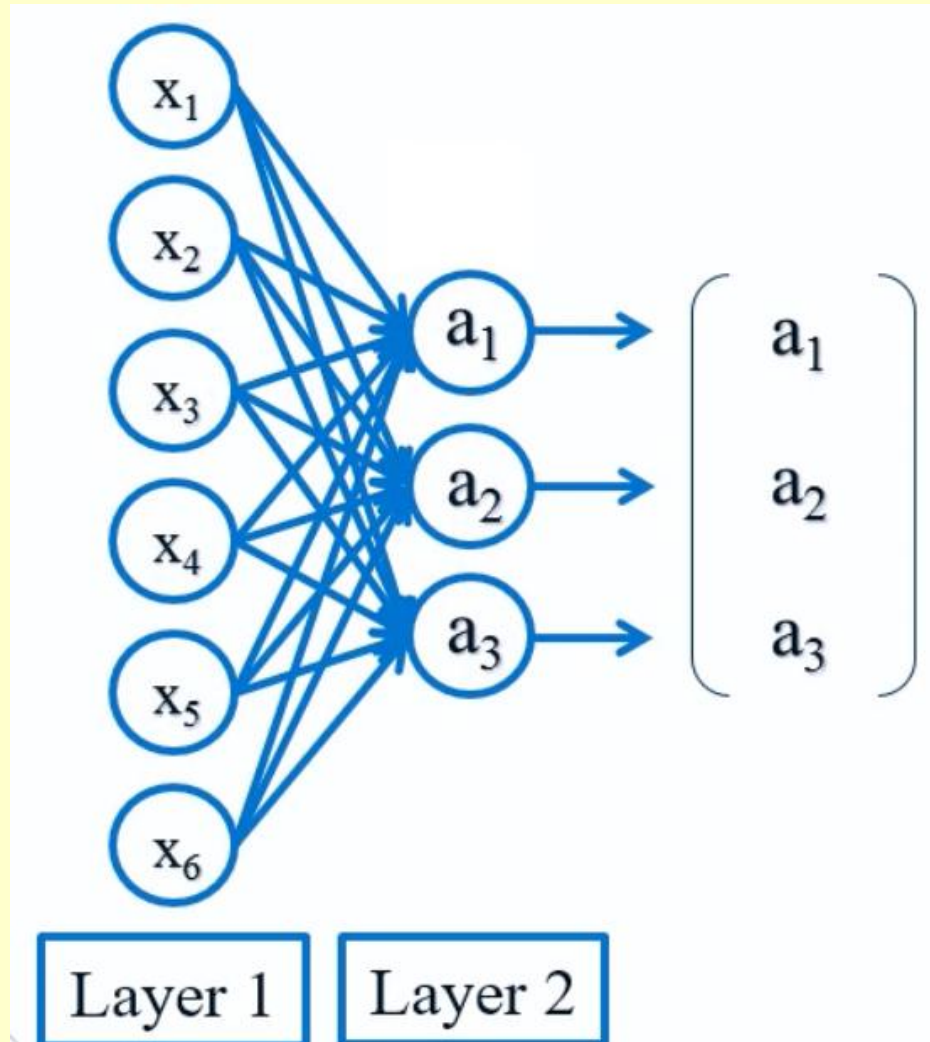 x₁
x₂
x₃
x₄
x₅
x₆
a₁
a₂
a₃
a₁
a₂
a₃
Layer 1
Layer 2